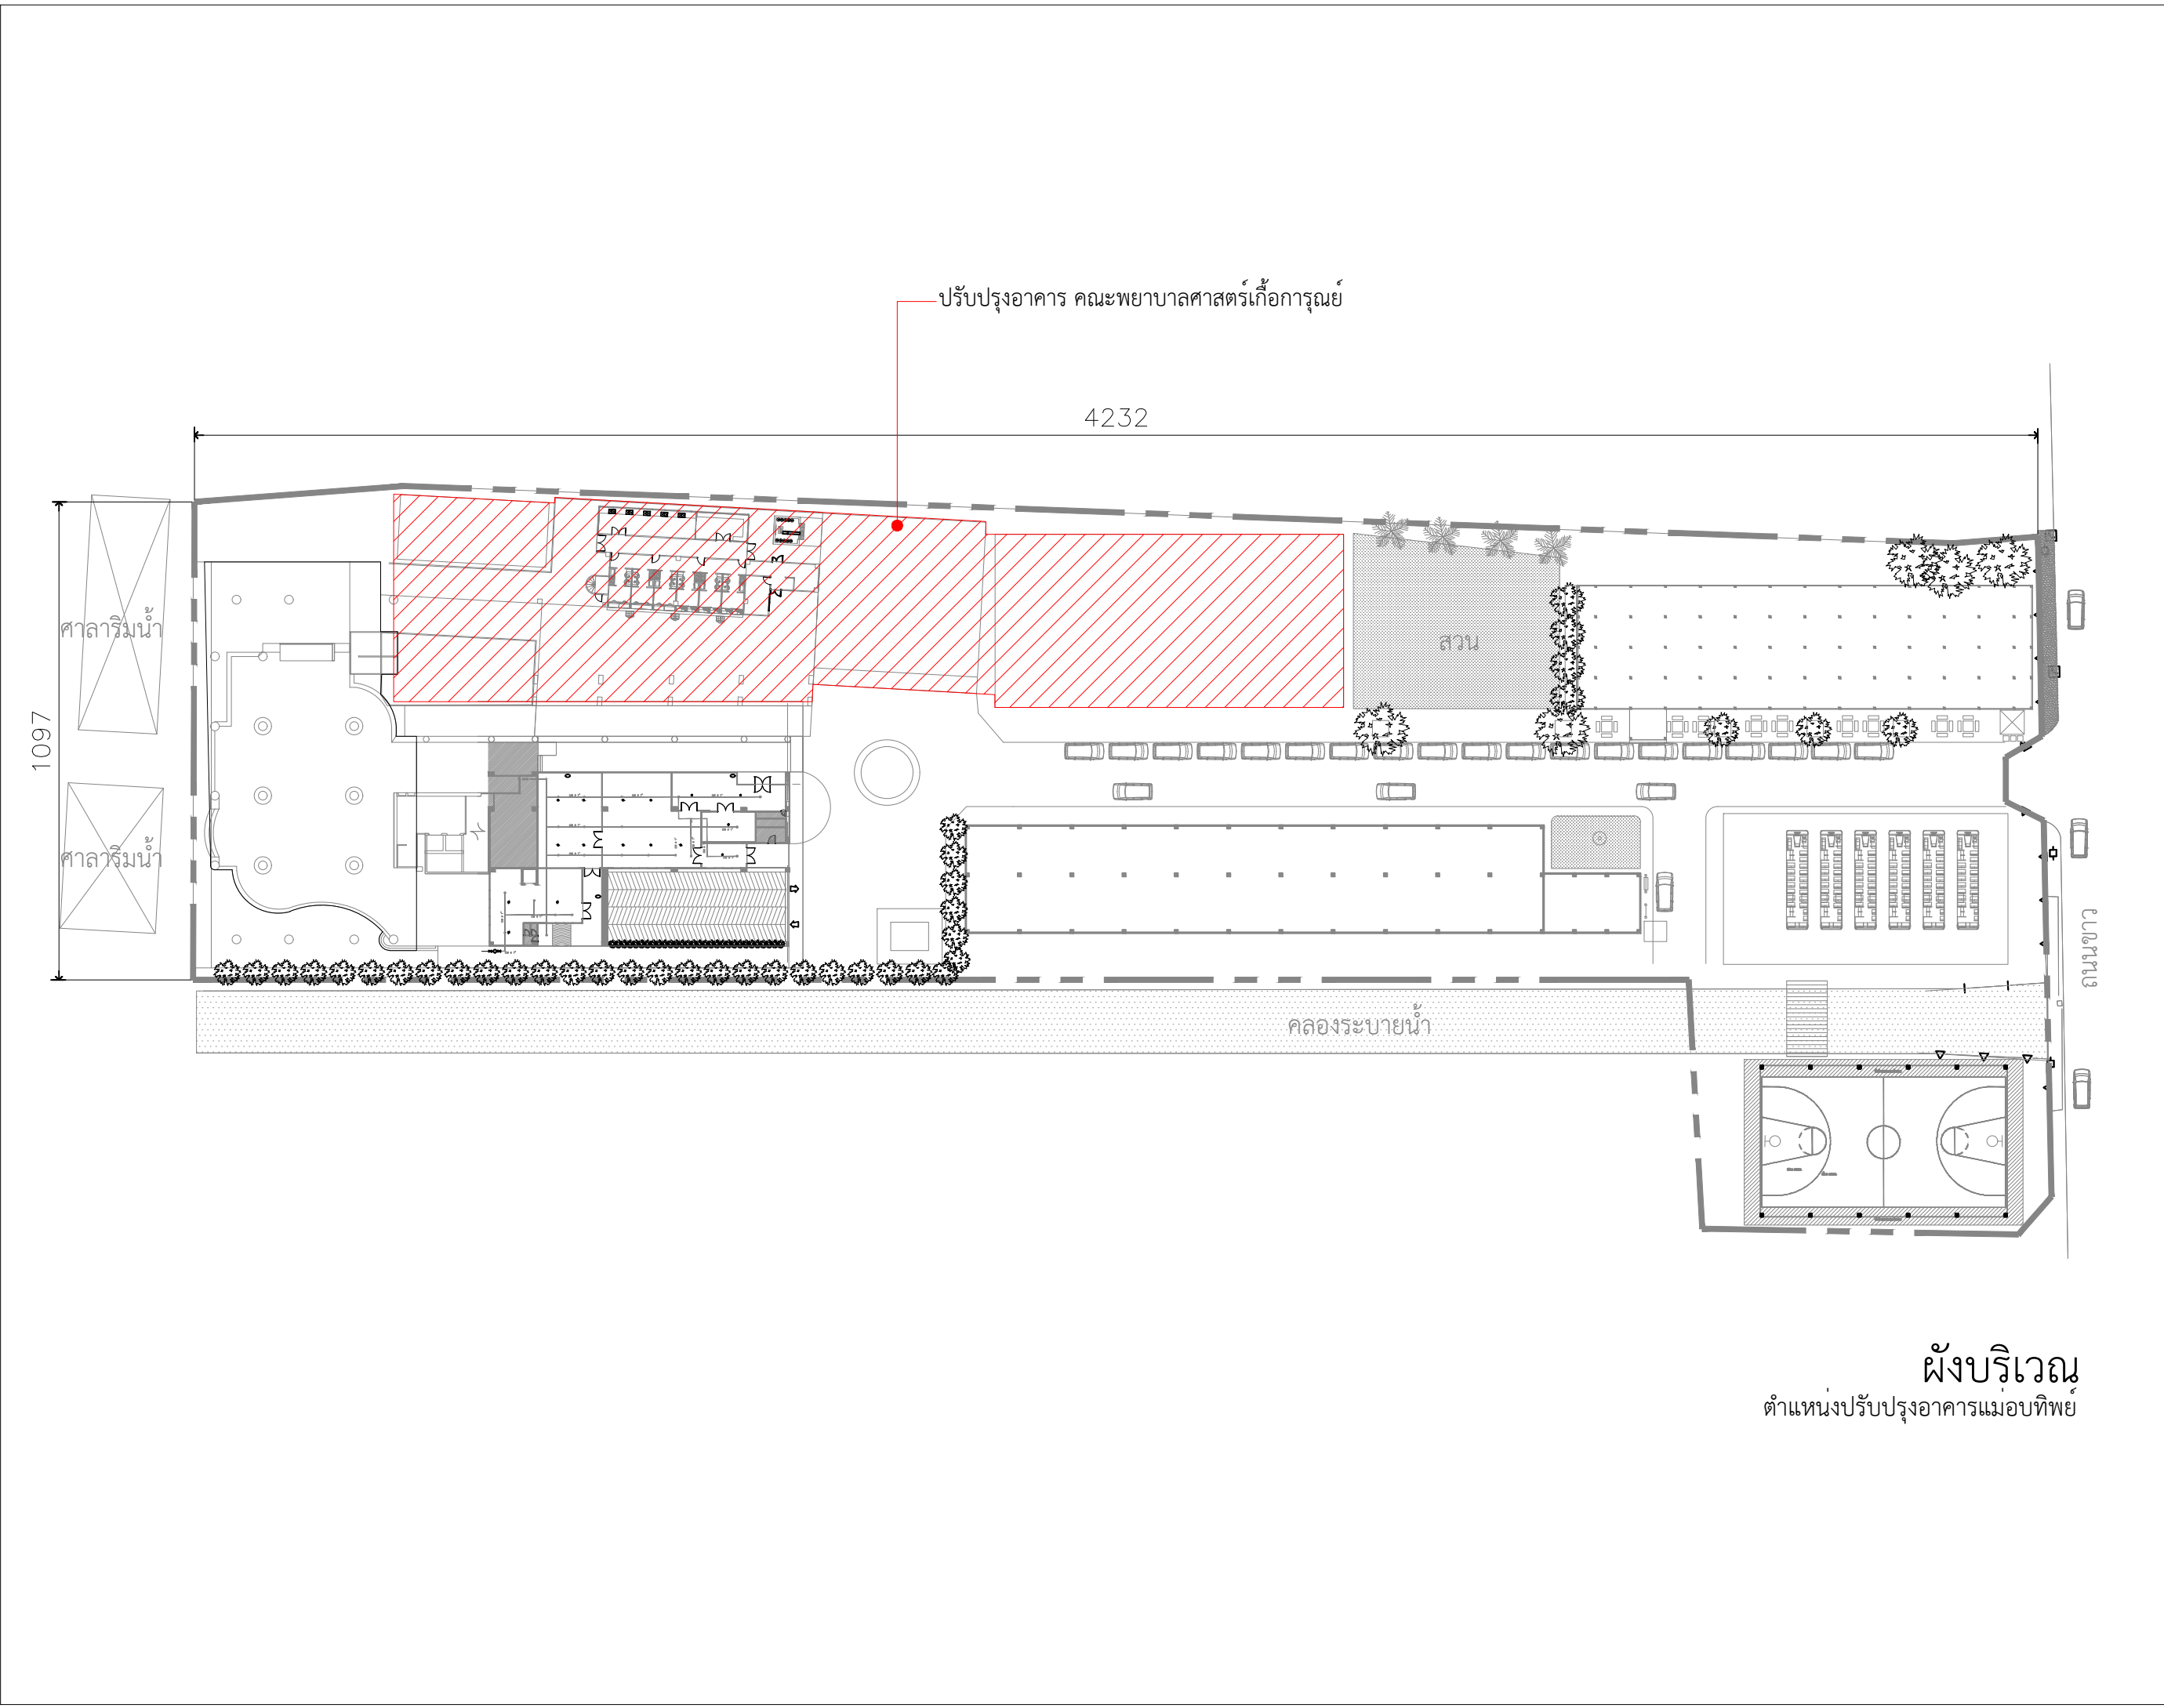 ปรับปรุงอาคาร คณะพยาบาลศาสตร์เกื้อการุณย์
4232
1097
ศาลาริมน้ำ
สวน
ศาลาริมน้ำ
ถนนขาว
คลองระบายน้ำ
ผังบริเวณ
ตำแหน่งปรับปรุงอาคารแม่อบทิพย์